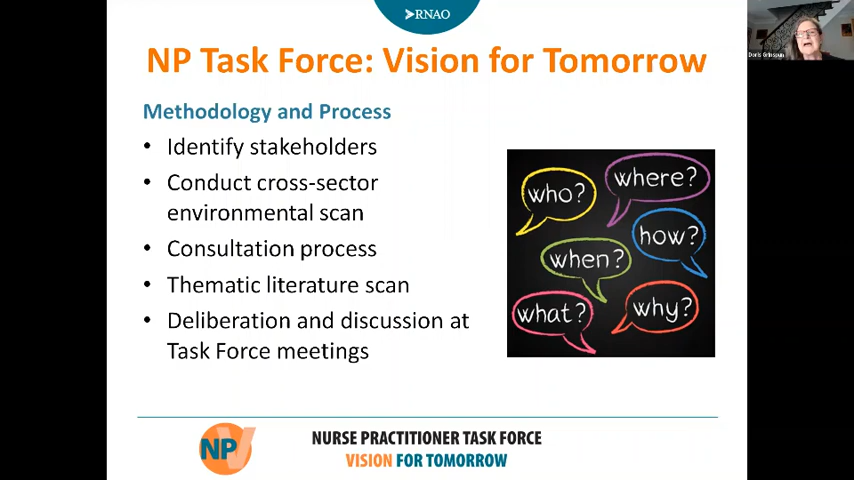 RNAO
Doris Grinspun
NP Task Force: Vision for Tomorrow
Methodology and Process
• Identify stakeholders
• Conduct cross-sector
environmental scan
• Consultation process
• Thematic literature scan
• Deliberation and discussion at
Task Force meetings
who?
where?
how?
when?
what?
why?
NP
NURSE PRACTITIONER TASK FORCE
VISION FOR TOMORROW